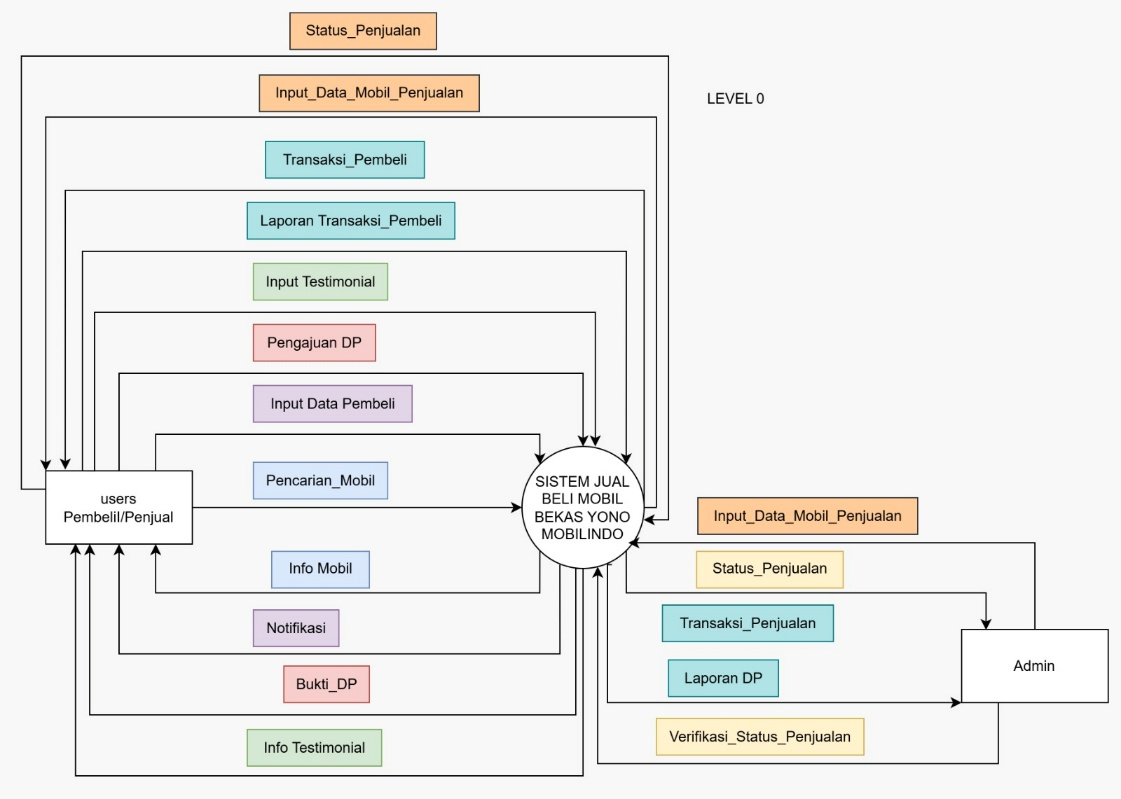 Status_Penjualan
Input_Data_Mobil_Penjualan
LEVEL 0
Transaksi_Pembeli
Laporan Transaksi_Pembeli
Input Testimonial
Pengajuan DP
Input Data Pembeli
Pencarian_Mobil
users
Pembelil/Penjual
SISTEM JUAL
BELI MOBIL
BEKAS YONO
MOBILINDO
Input_Data_Mobil_Penjualan
Info Mobil
Status_Penjualan
Notifikasi
Transaksi_Penjualan
Admin
Bukti_DP
Laporan DP
Info Testimonial
Verifikasi_Status_Penjualan